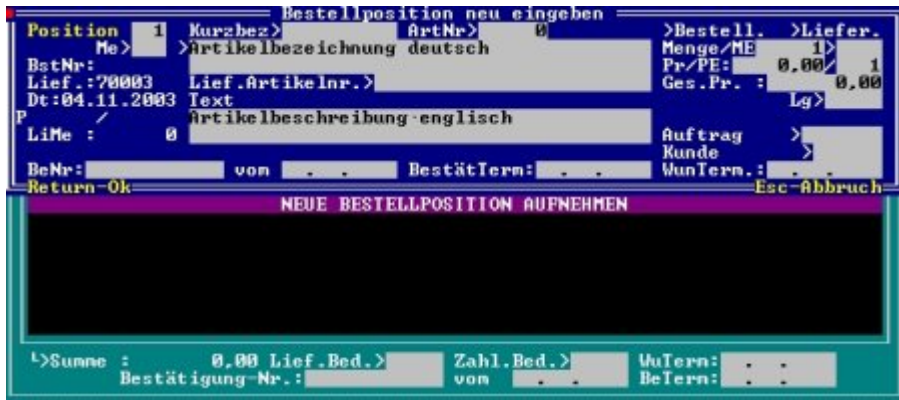 Bestellposition neu eingeben
Position 1 Kurzbez> ArtNr> 0 >Bestell. >Liefer.
Me> >Artikelbezeichnung deutsch Menge/ME 1>
BstNr: Pr/PE: 0,00/ 1
Lief.:70003 Lief.Artikelnr.> Ges.Pr. : 0,00
Dt:04.11.2003 Text Lg>
P / Artikelbeschreibung englisch
LiMe : 0 Auftrag >
Kunde >
BeNr: von . . BestätTerm: . . WunTerm.: . .
Return-Ok Esc-Abbruch
NEUE BESTELLPOSITION AUFNEHMEN
└>Summe : 0,00 Lief.Bed.> Zahl.Bed.> WuTerm: . .
Bestätigung-Nr.: vom . . BeTerm: . .